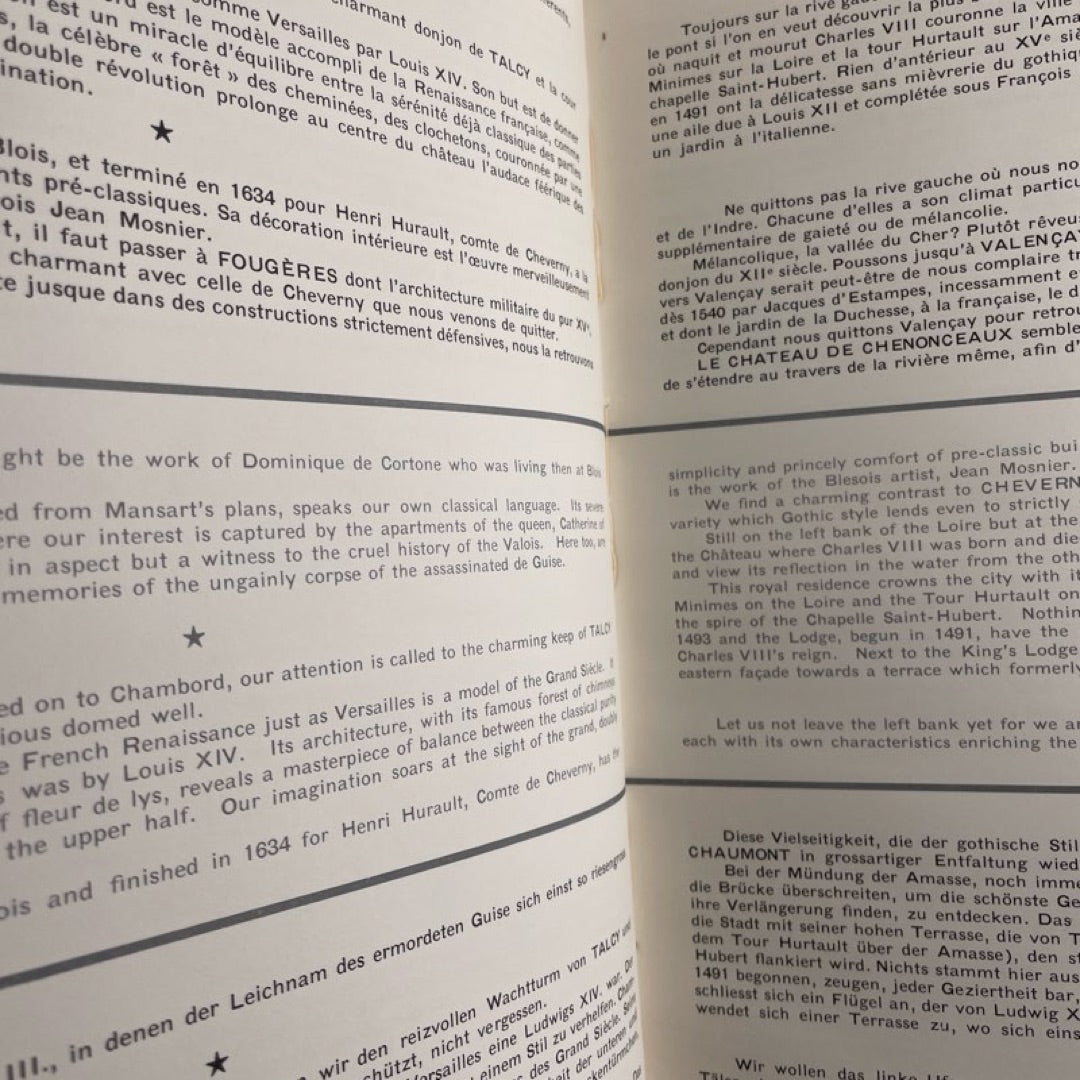 charmant donjon de TALCY et la cour
comme Versailles par Louis XIV. Son but est de donner
est le modèle accompli de la Renaissance française, comme
est un miracle d'équilibre entre la sérénité déjà classique des parties
la célèbre « forêt » des cheminées, des clochetons, couronnée par une
double révolution prolonge au centre du château l'audace féérique des
ination.
★
Blois, et terminé en 1634 pour Henri Hurault, comte de Cheverny, a la
nts pré-classiques. Sa décoration intérieure est l'œuvre merveilleusement
ois Jean Mosnier.
t, il faut passer à FOUGÈRES dont l'architecture militaire du pur XVe,
charmant avec celle de Cheverny que nous venons de quitter.
te jusque dans des constructions strictement défensives, nous la retrouvons
ght be the work of Dominique de Cortone who was living then at Blois
ed from Mansart's plans, speaks our own classical language. Its severe
ere our interest is captured by the apartments of the queen, Catherine of
in aspect but a witness to the cruel history of the Valois. Here too, are
memories of the ungainly corpse of the assassinated de Guise.
★
ed on to Chambord, our attention is called to the charming keep of TALCY
ious domed well.
e French Renaissance just as Versailles is a model of the Grand Siècle. It
s was by Louis XIV. Its architecture, with its famous forest of chimneys
f fleur de lys, reveals a masterpiece of balance between the classical purity
the upper half. Our imagination soars at the sight of the grand, double
ois and finished in 1634 for Henri Hurault, Comte de Cheverny, has the
III., in denen der Leichnam des ermordeten Guise sich einst so riesengross
★
wir den reizvollen Wachtturm von TALCY und
chützt, nicht vergessen.
Versailles eine Ludwigs XIV. war. Der
einem Stil zu verhelfen. Cham-
des Grand Siècle. Seine
eit der unteren und
ckentürmchen
Toujours sur la rive
le pont si l'on en veut découvrir la plus
où naquit et mourut Charles VIII couronne la ville
Minimes sur la Loire et la tour Hurtault sur l'Ama
chapelle Saint-Hubert. Rien d'antérieur au XVe siè
en 1491 ont la délicatesse sans mièvrerie du gothiq
une aile due à Louis XII et complétée sous François
un jardin à l'italienne.
Ne quittons pas la rive gauche où nous no
et de l'Indre. Chacune d'elles a son climat particu
supplémentaire de gaieté ou de mélancolie.
Mélancolique, la vallée du Cher? Plutôt rêveus
donjon du XIIe siècle. Poussons jusqu'à VALENÇA
vers Valençay serait peut-être de nous complaire tr
dès 1540 par Jacques d'Estampes, incessamment e
et dont le jardin de la Duchesse, à la française, le d
Cependant nous quittons Valençay pour retrou
LE CHATEAU DE CHENONCEAUX semble
de s'étendre au travers de la rivière même, afin d'
simplicity and princely comfort of pre-classic bui
is the work of the Blesois artist, Jean Mosnier.
We find a charming contrast to CHEVERN
variety which Gothic style lends even to strictly
Still on the left bank of the Loire but at the
the Château where Charles VIII was born and die
and view its reflection in the water from the oth
This royal residence crowns the city with it
Minimes on the Loire and the Tour Hurtault on
the spire of the Chapelle Saint-Hubert. Nothin
1493 and the Lodge, begun in 1491, have the
Charles VIII's reign. Next to the King's Lodge
eastern façade towards a terrace which formerly
Let us not leave the left bank yet for we ar
each with its own characteristics enriching the
Diese Vielseitigkeit, die der gothische Stil
CHAUMONT in grossartiger Entfaltung wied
Bei der Mündung der Amasse, noch imme
die Brücke überschreiten, um die schönste Ge
ihre Verlängerung finden, zu entdecken. Das
die Stadt mit seiner hohen Terrasse, die von T
dem Tour Hurtault über der Amasse), den st
Hubert flankiert wird. Nichts stammt hier aus
1491 begonnen, zeugen, jeder Geziertheit bar,
schliesst sich ein Flügel an, der von Ludwig X
wendet sich einer Terrasse zu, wo sich eins
Wir wollen das linke